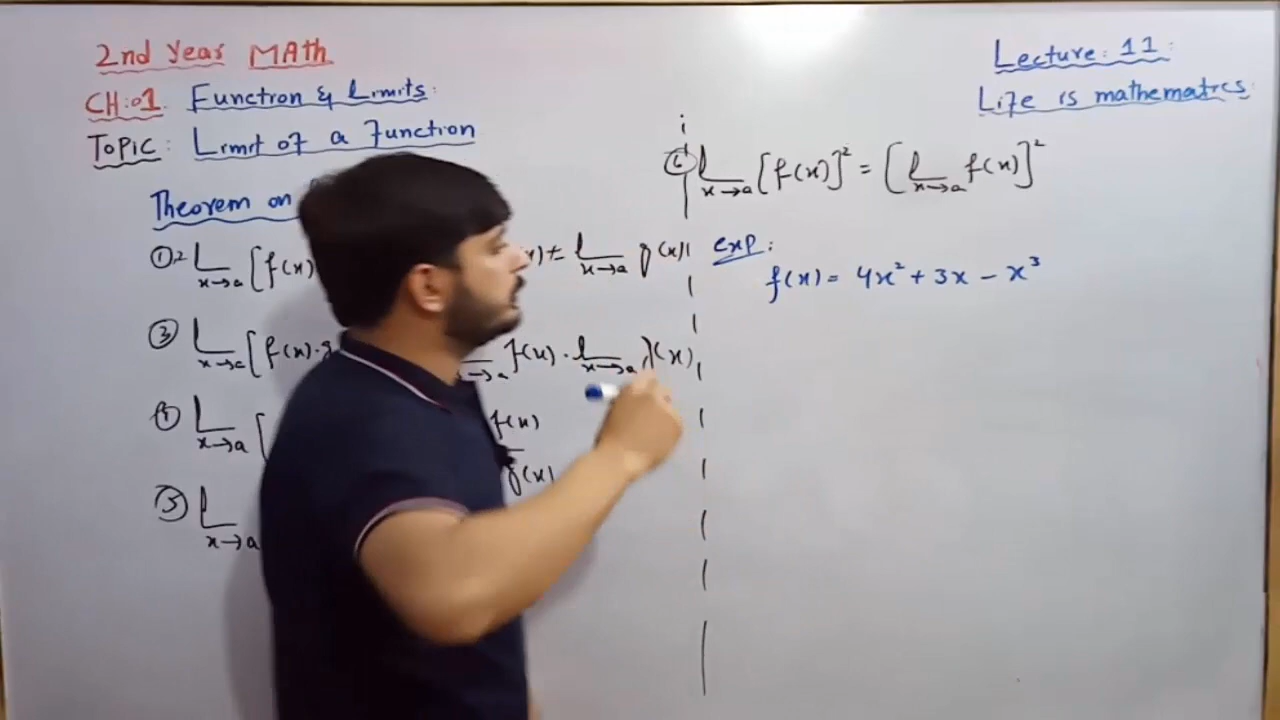 2nd Year MATH
CH:01. Function & Limits:
Topic: Limit of a Function
Theorem on
①2 L x→a [f(x) ± L x→a g(x)
③ L x→a [f(x)· x→a f(x) · L x→a g(x)
④ L x→a [ f(x) g(x)
⑤ L x→a
Lecture: 11:
Life is mathematics
⑥ L x→a [f(x)]² = [L x→a f(x)]²
exp:
f(x) = 4x² + 3x - x³